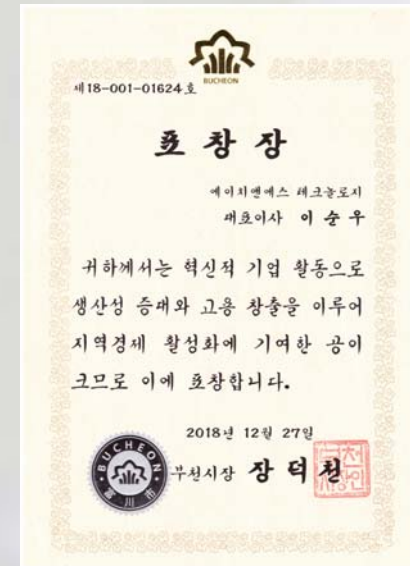 BUCHEON
제18-001-01624호
표창장
에이치엔에스 테크놀로지
대표이사 이순우
귀하께서는 혁신적 기업 활동으로
생산성 증대와 고용 창출을 이루어
지역경제 활성화에 기여한 공이
크므로 이에 표창합니다.
2018년 12월 27일
BUCHEON
富川市
부천시장 장덕천